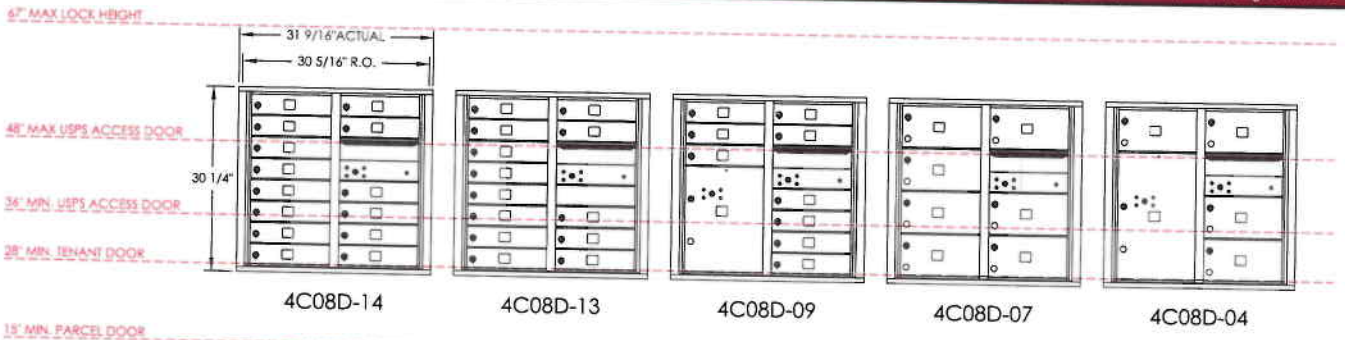 67" MAX LOCK HEIGHT
31 9/16"ACTUAL
30 5/16" R.O.
48" MAX USPS ACCESS DOOR
30 1/4"
36" MIN. USPS ACCESS DOOR
28" MIN. TENANT DOOR
4C08D-14
4C08D-13
4C08D-09
4C08D-07
4C08D-04
15" MIN. PARCEL DOOR